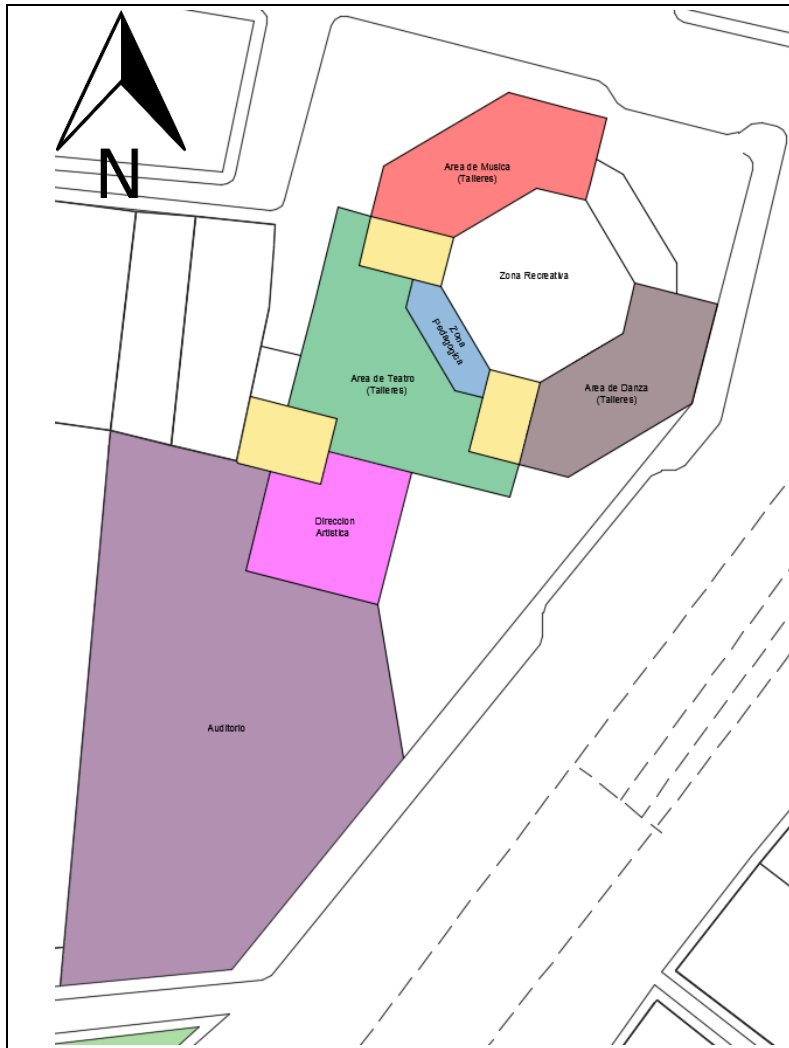 N
Area de Musica
(Talleres)
Zona Recreativa
Zona
Pedagogica
Area de Teatro
(Talleres)
Area de Danza
(Talleres)
Direccion
Artistica
Auditorio